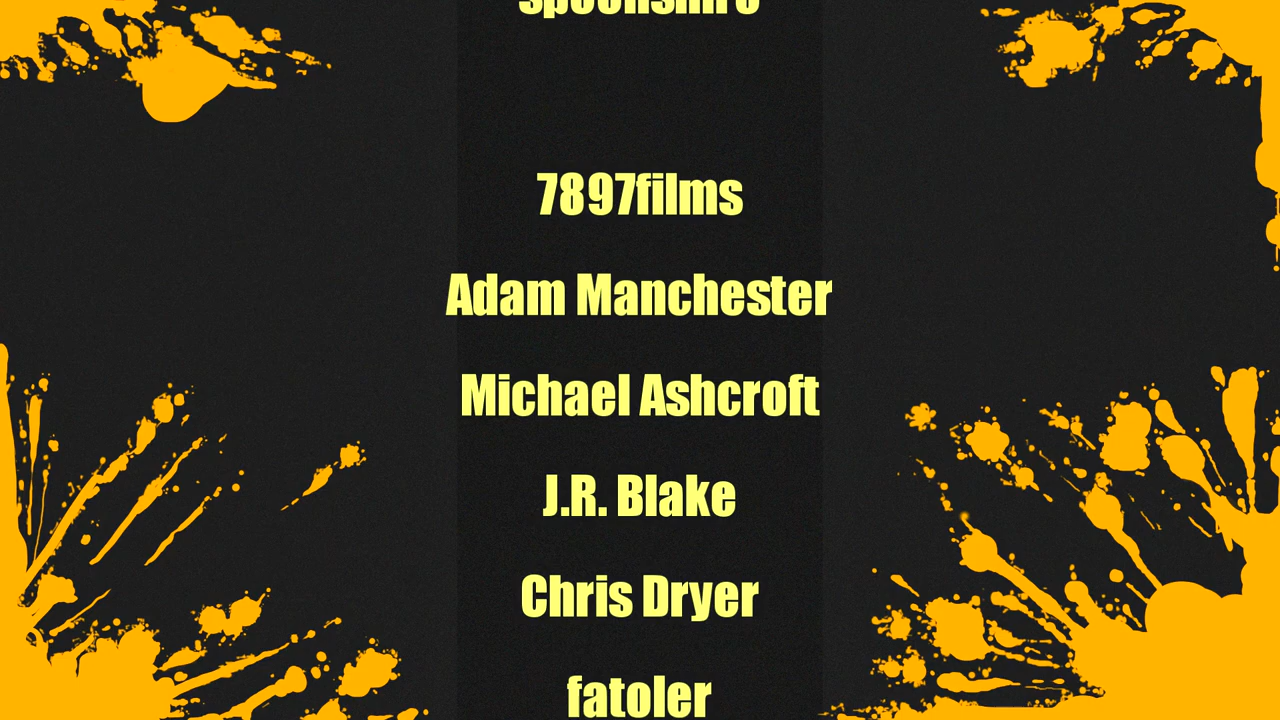 7897films
Adam Manchester
Michael Ashcroft
J.R. Blake
Chris Dryer
fatoler